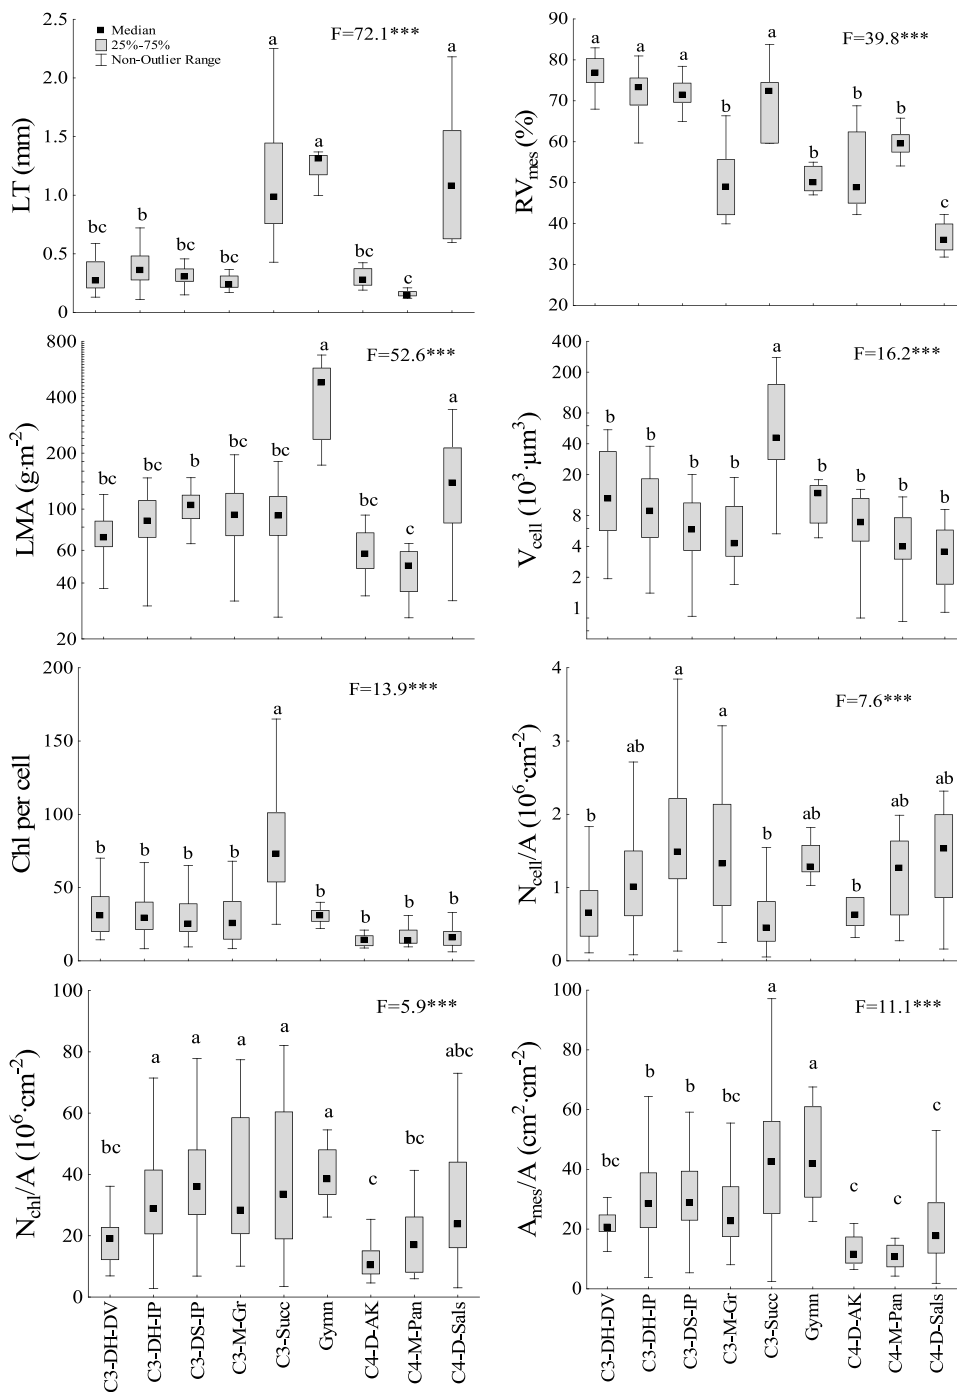 Median
25%-75%
Non-Outlier Range
F=72.1***
LT (mm)
2.5
2.0
1.5
1.0
0.5
0
bc
b
bc
bc
a
a
bc
c
a
F=39.8***
RVmes (%)
90
80
70
60
50
40
30
20
a
a
a
b
a
b
b
b
c
F=52.6***
LMA (g·m-2)
800
400
200
100
60
40
20
bc
bc
b
bc
bc
a
bc
c
a
F=16.2***
Vcell (10³·µm³)
400
200
80
40
20
8
4
2
1
b
b
b
b
a
b
b
b
b
F=13.9***
Chl per cell
200
150
100
50
0
b
b
b
b
a
b
b
b
b
F=7.6***
Ncell/A (10⁶·cm-2)
4
3
2
1
0
b
ab
a
a
b
ab
b
ab
ab
F=5.9***
Nchl/A (10⁶·cm-2)
100
80
60
40
20
0
bc
a
a
a
a
a
c
bc
abc
C3-DH-DV
C3-DH-IP
C3-DS-IP
C3-M-Gr
C3-Succ
Gymn
C4-D-AK
C4-M-Pan
C4-D-Sals
F=11.1***
Ames/A (cm²·cm-2)
100
80
60
40
20
0
bc
b
b
bc
a
a
c
c
c
C3-DH-DV
C3-DH-IP
C3-DS-IP
C3-M-Gr
C3-Succ
Gymn
C4-D-AK
C4-M-Pan
C4-D-Sals